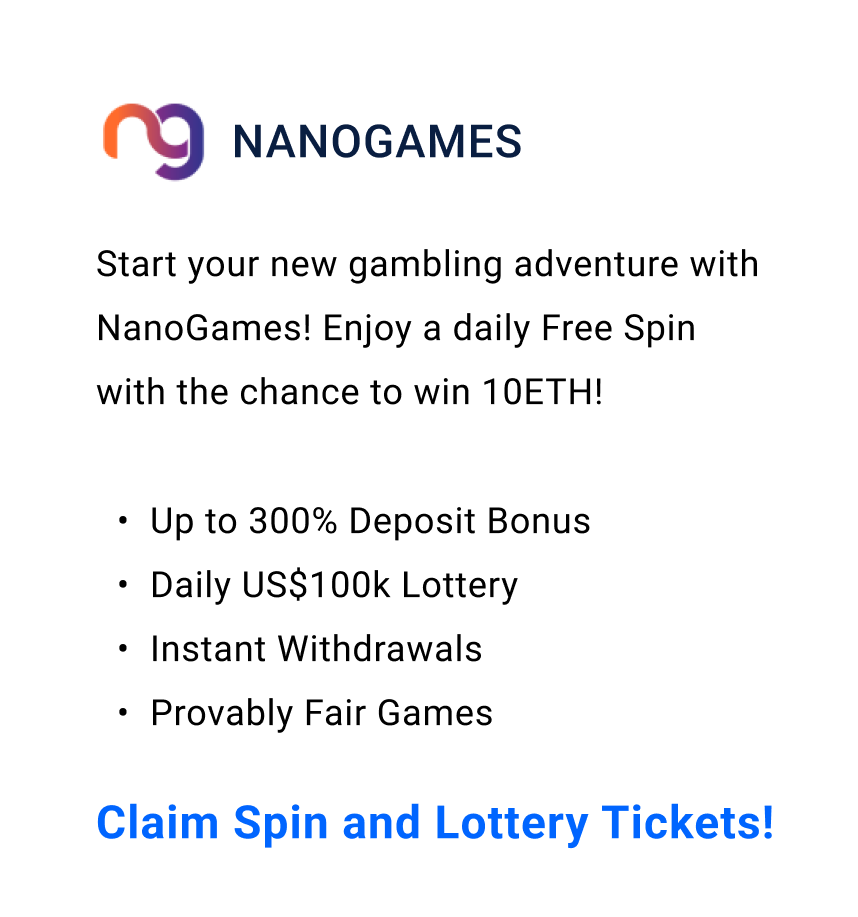 ng NANOGAMES
Start your new gambling adventure with
NanoGames! Enjoy a daily Free Spin
with the chance to win 10ETH!
• Up to 300% Deposit Bonus
• Daily US$100k Lottery
• Instant Withdrawals
• Provably Fair Games
Claim Spin and Lottery Tickets!